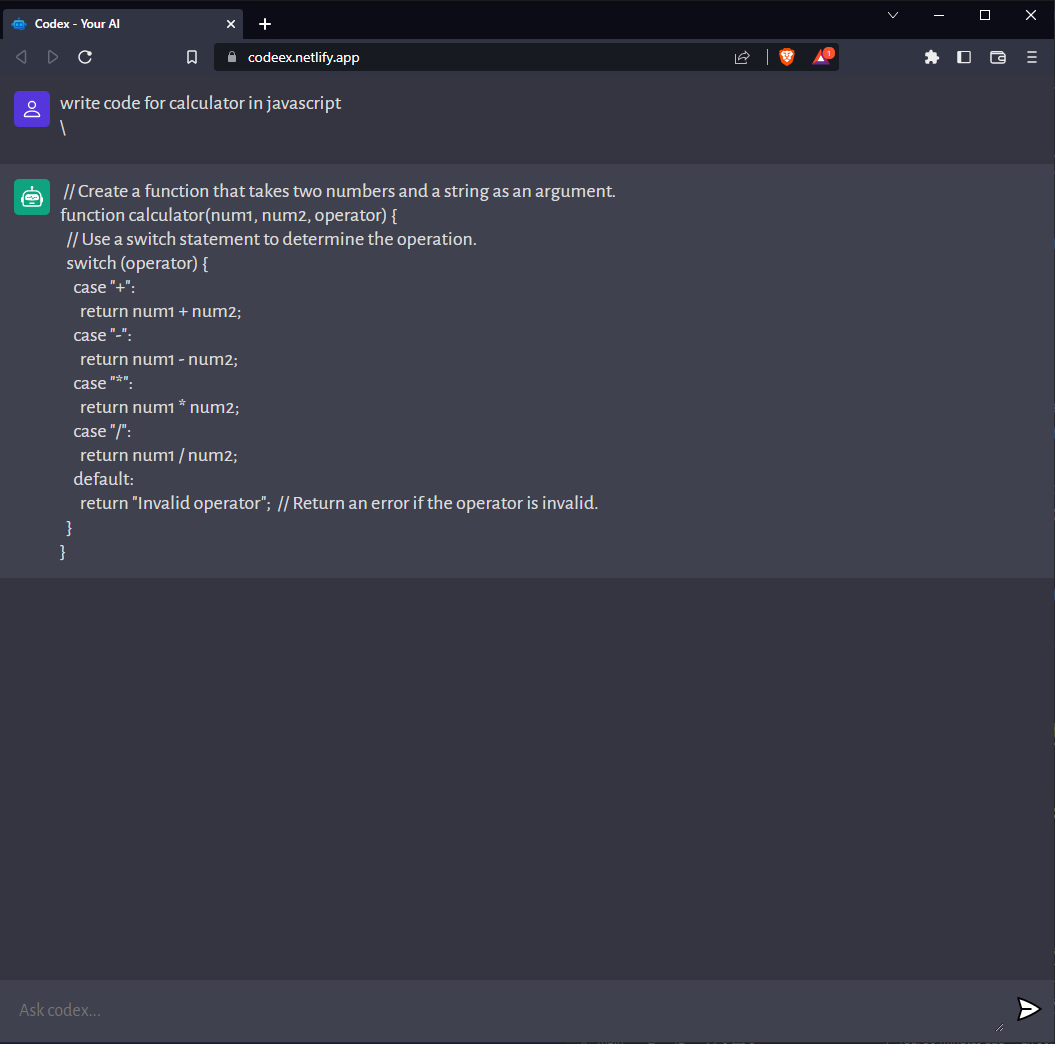 Codex - Your AI
codeex.netlify.app
1
write code for calculator in javascript
\
// Create a function that takes two numbers and a string as an argument.
function calculator(num1, num2, operator) {
// Use a switch statement to determine the operation.
switch (operator) {
case "+":
return num1 + num2;
case "-":
return num1 - num2;
case "*":
return num1 * num2;
case "/":
return num1 / num2;
default:
return "Invalid operator"; // Return an error if the operator is invalid.
}
}
Ask codex...